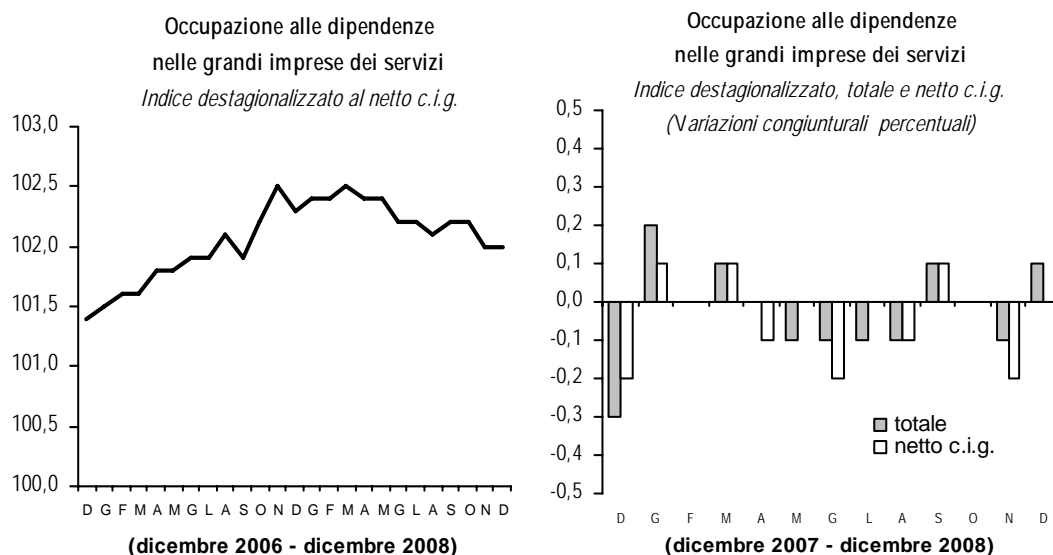 Occupazione alle dipendenze
nelle grandi imprese dei servizi
Indice destagionalizzato al netto c.i.g.
103,0
102,5
102,0
101,5
101,0
100,5
100,0
D G F M A M G L A S O N D G F M A M G L A S O N D
(dicembre 2006 - dicembre 2008)
Occupazione alle dipendenze
nelle grandi imprese dei servizi
Indice destagionalizzato, totale e netto c.i.g.
(Variazioni congiunturali percentuali)
0,5
0,4
0,3
0,2
0,1
0,0
-0,1
-0,2
-0,3
-0,4
-0,5
totale
netto c.i.g.
D G F M A M G L A S O N D
(dicembre 2007 - dicembre 2008)